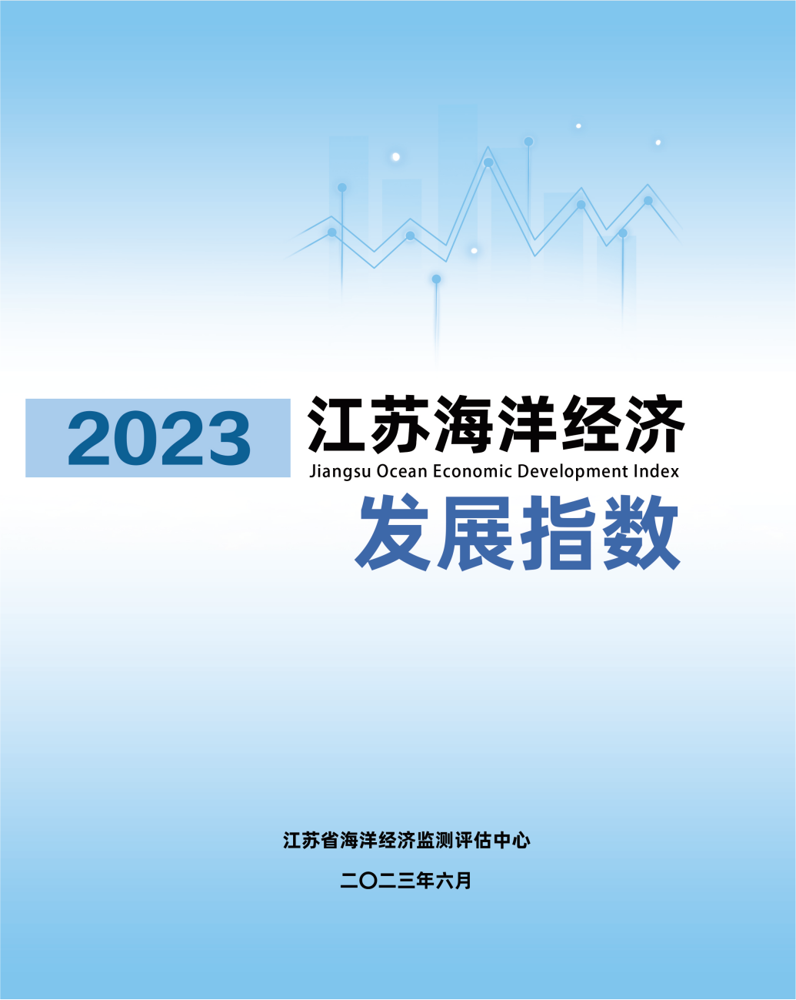 2023
江苏海洋经济
Jiangsu Ocean Economic Development Index
发展指数
江苏省海洋经济监测评估中心
二〇二三年六月